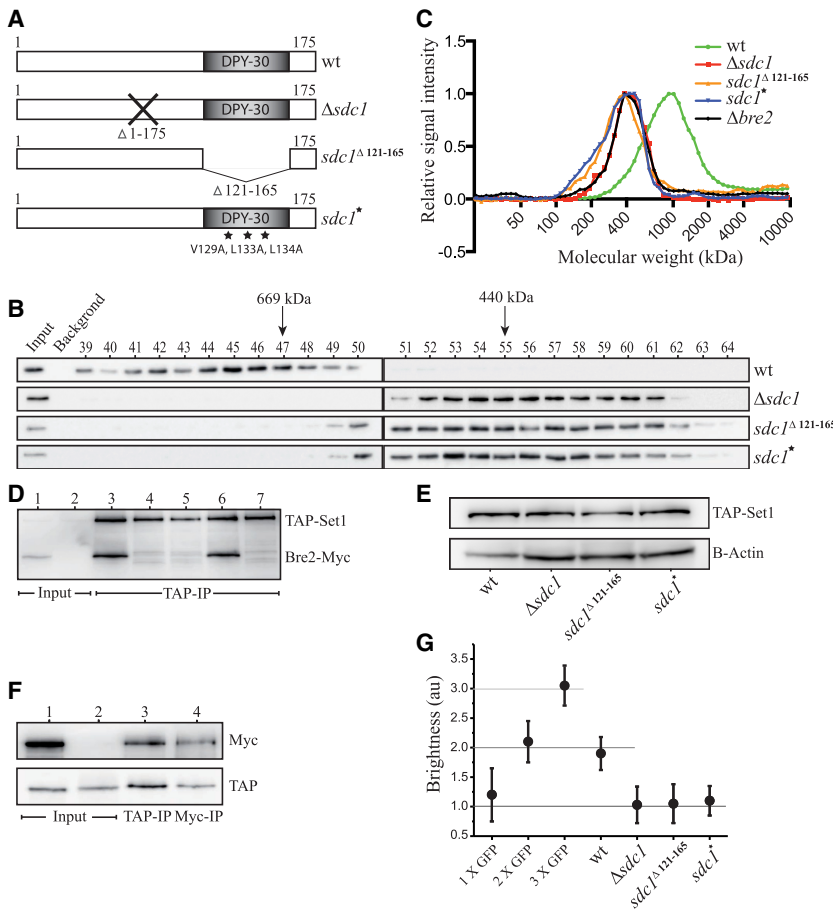 A
1 175
DPY-30
wt
1 175
DPY-30
Δ1-175
Δsdc1
1 175
Δ121-165
sdc1Δ 121-165
1 175
DPY-30
V129A, L133A, L134A
sdc1★
C
Relative signal intensity
1.5
1.0
0.5
0.0
-0.5
50 100 200 400 1000 2000 4000 10000
Molecular weight (kDa)
wt
Δsdc1
sdc1Δ 121-165
sdc1★
Δbre2
B
669 kDa 440 kDa
Input Backgrond 39 40 41 42 43 44 45 46 47 48 49 50 51 52 53 54 55 56 57 58 59 60 61 62 63 64
wt
Δsdc1
sdc1Δ 121-165
sdc1★
D
1 2 3 4 5 6 7
TAP-Set1
Bre2-Myc
Input TAP-IP
E
TAP-Set1
B-Actin
wt Δsdc1 sdc1Δ 121-165 sdc1★
F
1 2 3 4
Myc
TAP
Input TAP-IP Myc-IP
G
Brightness (au)
3.5
3.0
2.5
2.0
1.5
1.0
0.5
1 X GFP 2 X GFP 3 X GFP wt Δsdc1 sdc1Δ 121-165 sdc1★